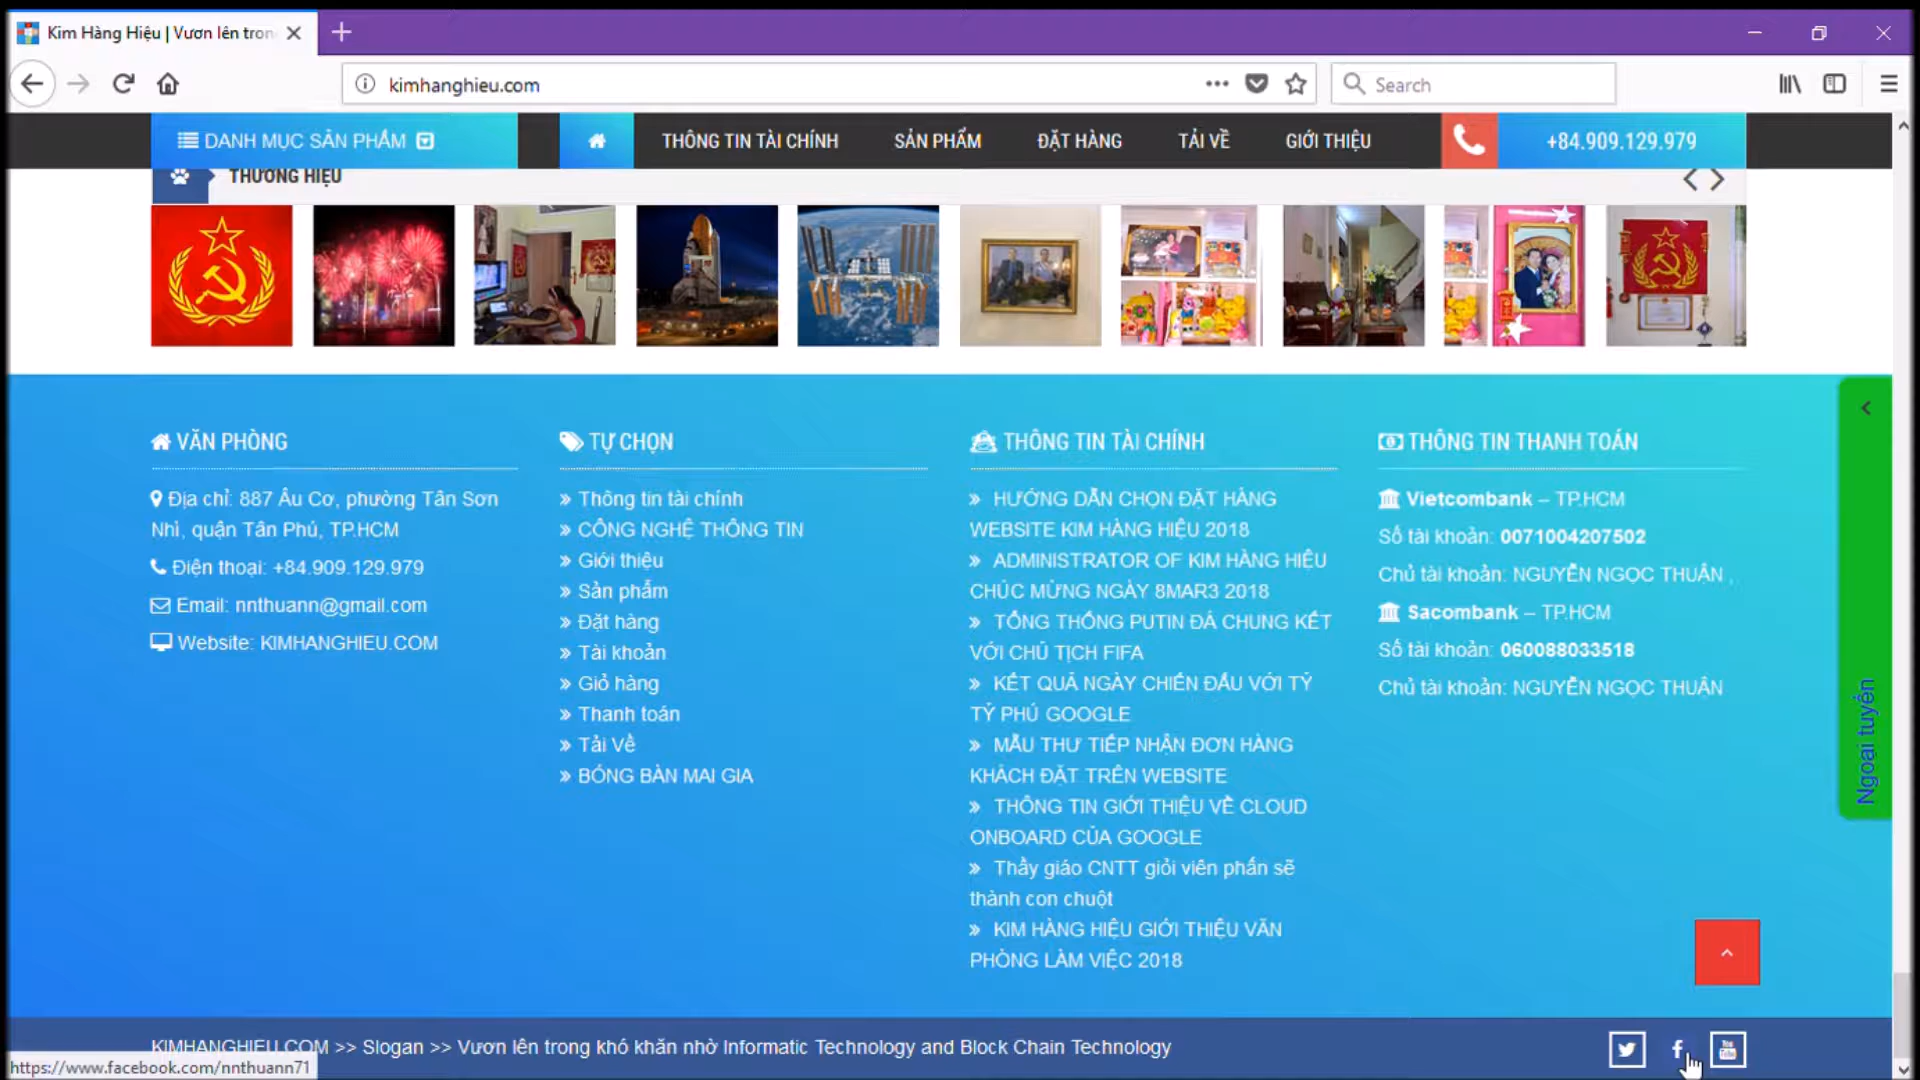 Kim Hàng Hiệu | Vươn lên tron
kimhanghieu.com
Search
DANH MỤC SẢN PHẨM
THÔNG TIN TÀI CHÍNH
SẢN PHẨM
ĐẶT HÀNG
TẢI VỀ
GIỚI THIỆU
+84.909.129.979
THƯƠNG HIỆU
VĂN PHÒNG
Địa chỉ: 887 Âu Cơ, phường Tân Sơn
Nhì, quận Tân Phú, TP.HCM
Điện thoại: +84.909.129.979
Email: nnthuann@gmail.com
Website: KIMHANGHIEU.COM
TỰ CHỌN
» Thông tin tài chính
» CÔNG NGHỆ THÔNG TIN
» Giới thiệu
» Sản phẩm
» Đặt hàng
» Tài khoản
» Giỏ hàng
» Thanh toán
» Tải Về
» BÓNG BÀN MAI GIA
THÔNG TIN TÀI CHÍNH
» HƯỚNG DẪN CHỌN ĐẶT HÀNG
WEBSITE KIM HÀNG HIỆU 2018
» ADMINISTRATOR OF KIM HÀNG HIỆU
CHÚC MỪNG NGÀY 8MAR3 2018
» TỔNG THỐNG PUTIN ĐÁ CHUNG KẾT
VỚI CHỦ TỊCH FIFA
» KẾT QUẢ NGÀY CHIẾN ĐẤU VỚI TỶ
TỶ PHÚ GOOGLE
» MẪU THƯ TIẾP NHẬN ĐƠN HÀNG
KHÁCH ĐẶT TRÊN WEBSITE
» THÔNG TIN GIỚI THIỆU VỀ CLOUD
ONBOARD CỦA GOOGLE
» Thầy giáo CNTT giỏi viên phấn sẽ
thành con chuột
» KIM HÀNG HIỆU GIỚI THIỆU VĂN
PHÒNG LÀM VIỆC 2018
THÔNG TIN THANH TOÁN
Vietcombank – TP.HCM
Số tài khoản: 0071004207502
Chủ tài khoản: NGUYỄN NGỌC THUẬN ,
Sacombank – TP.HCM
Số tài khoản: 060088033518
Chủ tài khoản: NGUYỄN NGỌC THUẬN
Ngoại tuyến
KIMHANGHIEU.COM >> Slogan >> Vươn lên trong khó khăn nhờ Informatic Technology and Block Chain Technology
https://www.facebook.com/nnthuann71